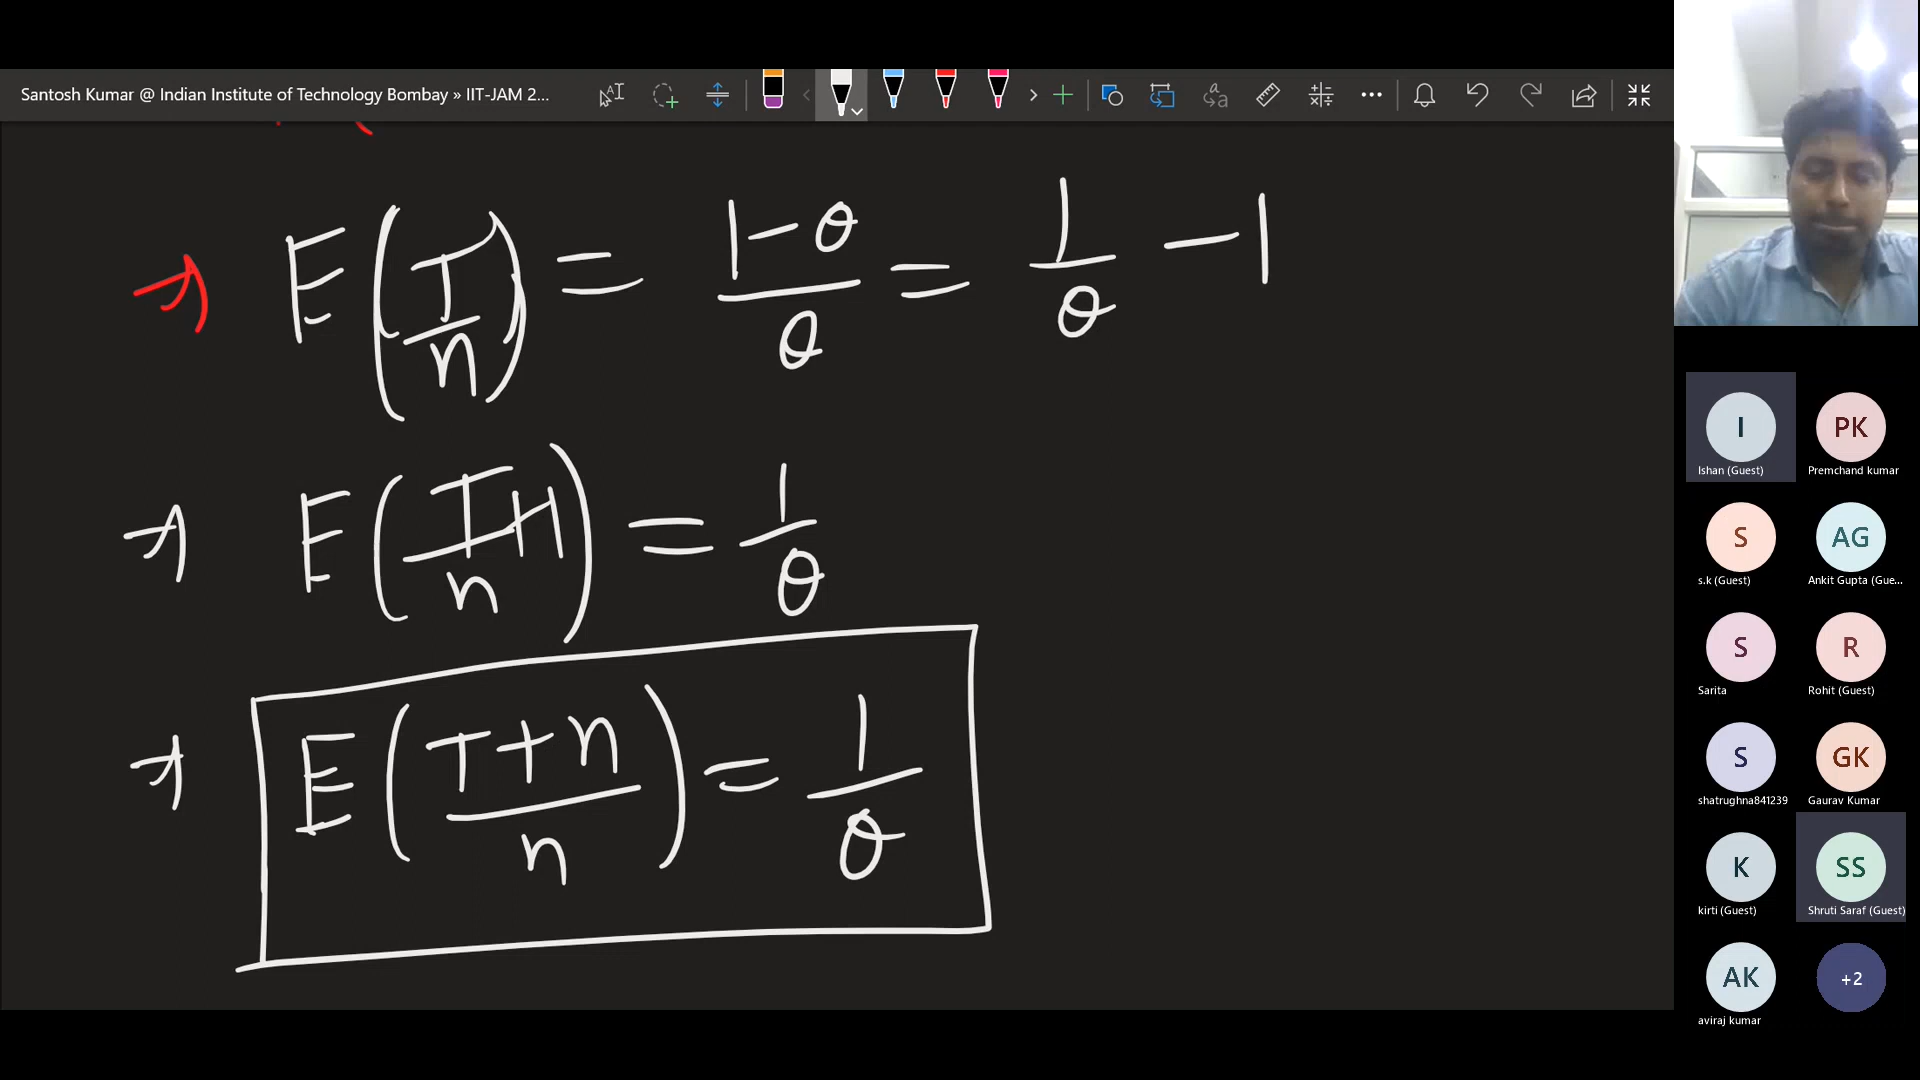 Santosh Kumar @ Indian Institute of Technology Bombay » IIT-JAM 2...
→ E(T/n) = (1-θ)/θ = 1/θ - 1
→ E(T/n +1) = 1/θ
→ E((T+n)/n) = 1/θ
I
Ishan (Guest)
PK
Premchand kumar
S
s.k (Guest)
AG
Ankit Gupta (Gue...
S
Sarita
R
Rohit (Guest)
S
shatrughna841239
GK
Gaurav Kumar
K
kirti (Guest)
SS
Shruti Saraf (Guest)
AK
aviraj kumar
+2